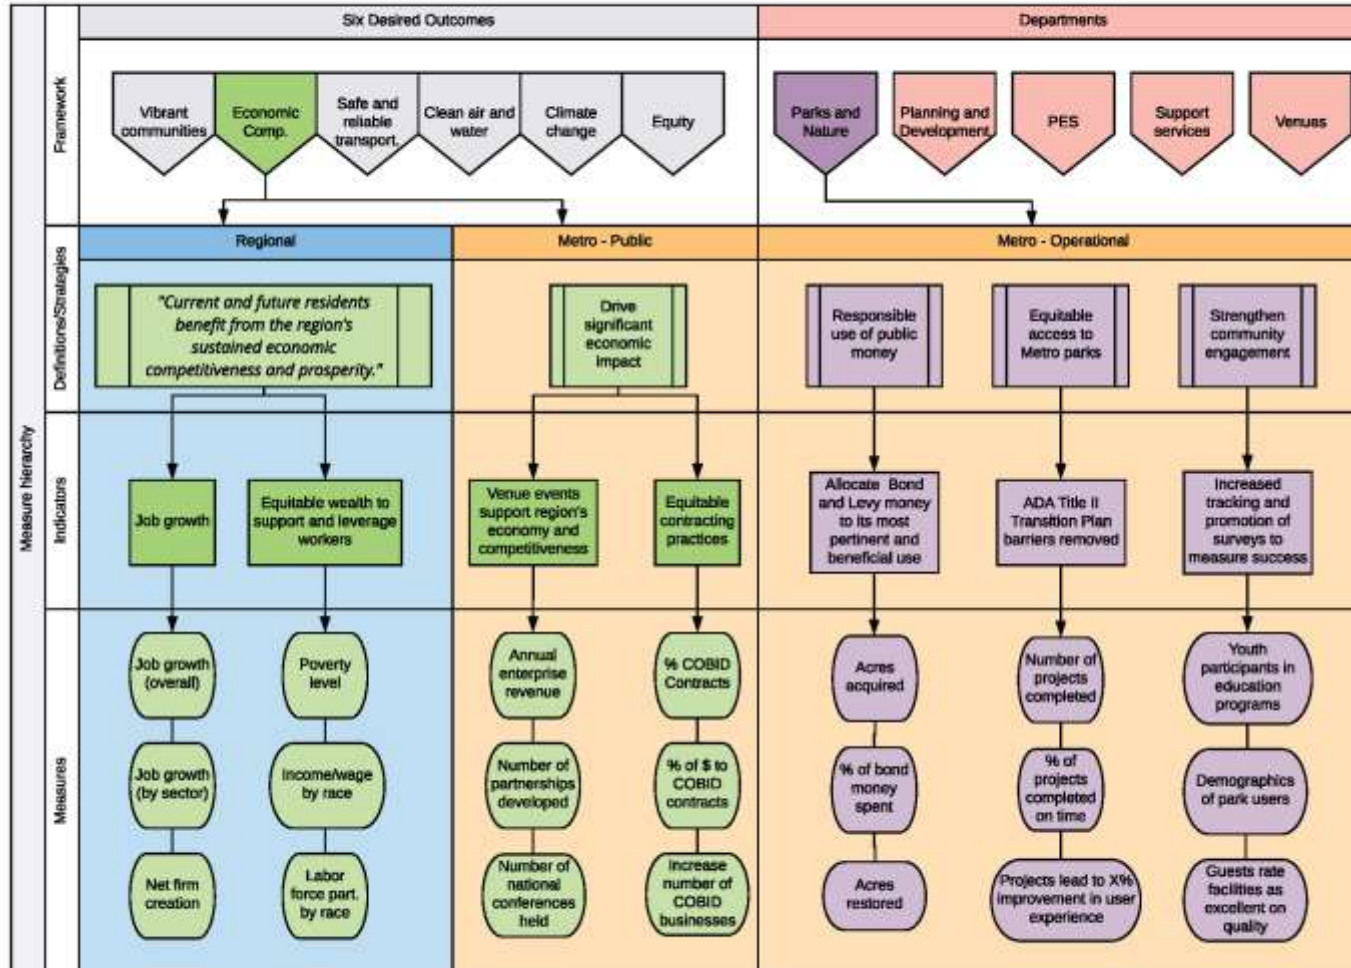 Six Desired Outcomes
Departments
Measure hierarchy
Framework
Vibrant
communities
Economic
Comp.
Safe and
reliable
transport.
Clean air and
water
Climate
change
Equity
Parks and
Nature
Planning and
Development
PES
Support
services
Venues
Definitions/Strategies
Regional
Metro - Public
Metro - Operational
"Current and future residents
benefit from the region's
sustained economic
competitiveness and prosperity."
Drive
significant
economic
impact
Responsible
use of public
money
Equitable
access to
Metro parks
Strengthen
community
engagement
Indicators
Job growth
Equitable wealth to
support and leverage
workers
Venue events
support region's
economy and
competitiveness
Equitable
contracting
practices
Allocate Bond
and Levy money
to its most
pertinent and
beneficial use
ADA Title II
Transition Plan
barriers removed
Increased
tracking and
promotion of
surveys to
measure success
Measures
Job growth
(overall)
Poverty
level
Annual
enterprise
revenue
% COBID
Contracts
Acres
acquired
Number of
projects
completed
Youth
participants in
education
programs
Job growth
(by sector)
Income/wage
by race
Number of
partnerships
developed
% of $ to
COBID
contracts
% of bond
money
spent
% of
projects
completed
on time
Demographics
of park users
Net firm
creation
Labor
force part.
by race
Number of
national
conferences
held
Increase
number of
COBID
businesses
Acres
restored
Projects lead to X%
improvement in user
experience
Guests rate
facilities as
excellent on
quality